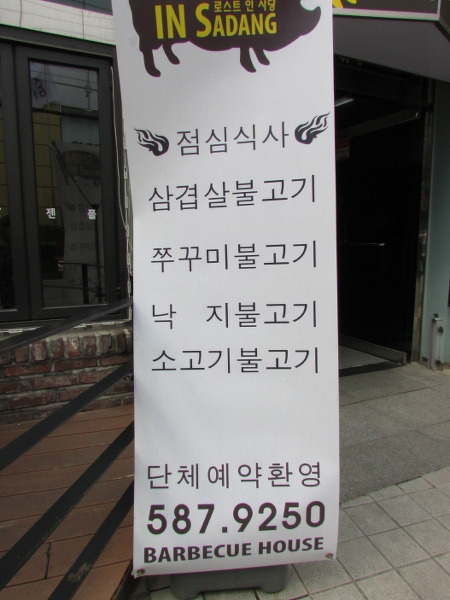 로스트 인 사당
IN SADANG
점심식사
삼겹살불고기
쭈꾸미불고기
낙 지불고기
소고기불고기
단체예약환영
587.9250
BARBECUE HOUSE
젠 플